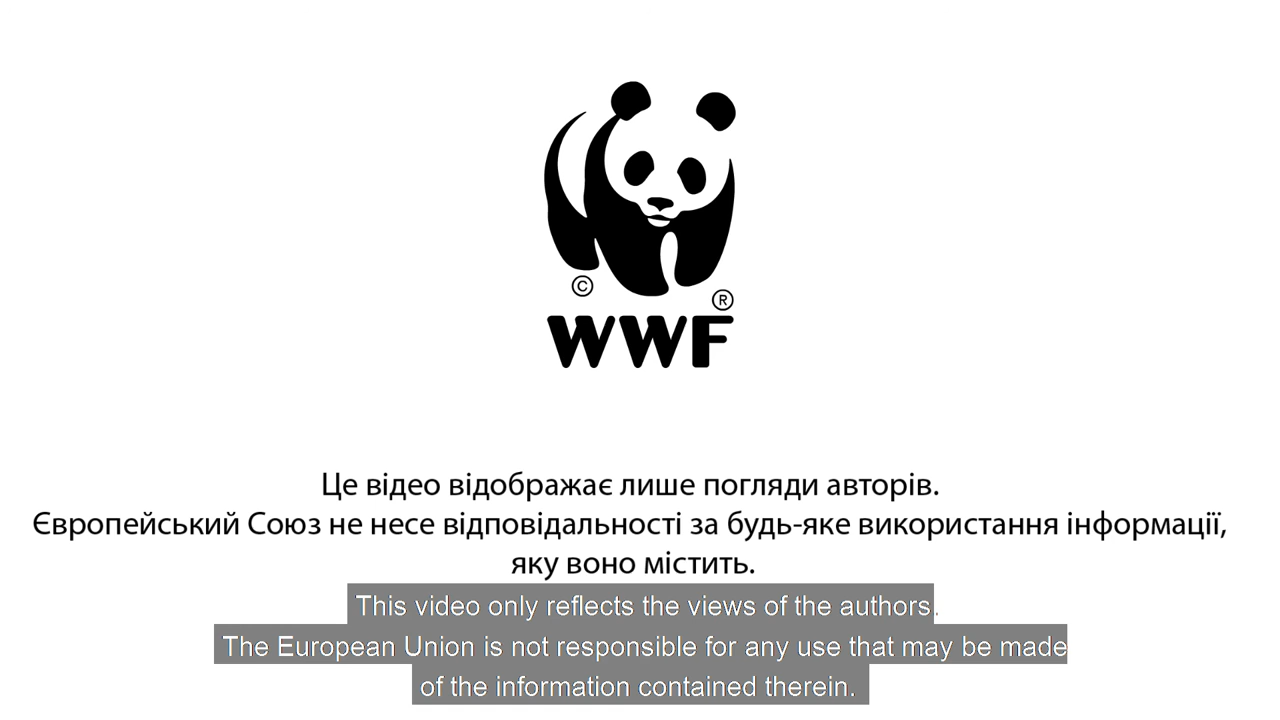 ©
®
WWF
Це відео відображає лише погляди авторів.
Європейський Союз не несе відповідальності за будь-яке використання інформації,
яку воно містить.
This video only reflects the views of the authors.
The European Union is not responsible for any use that may be made
of the information contained therein.